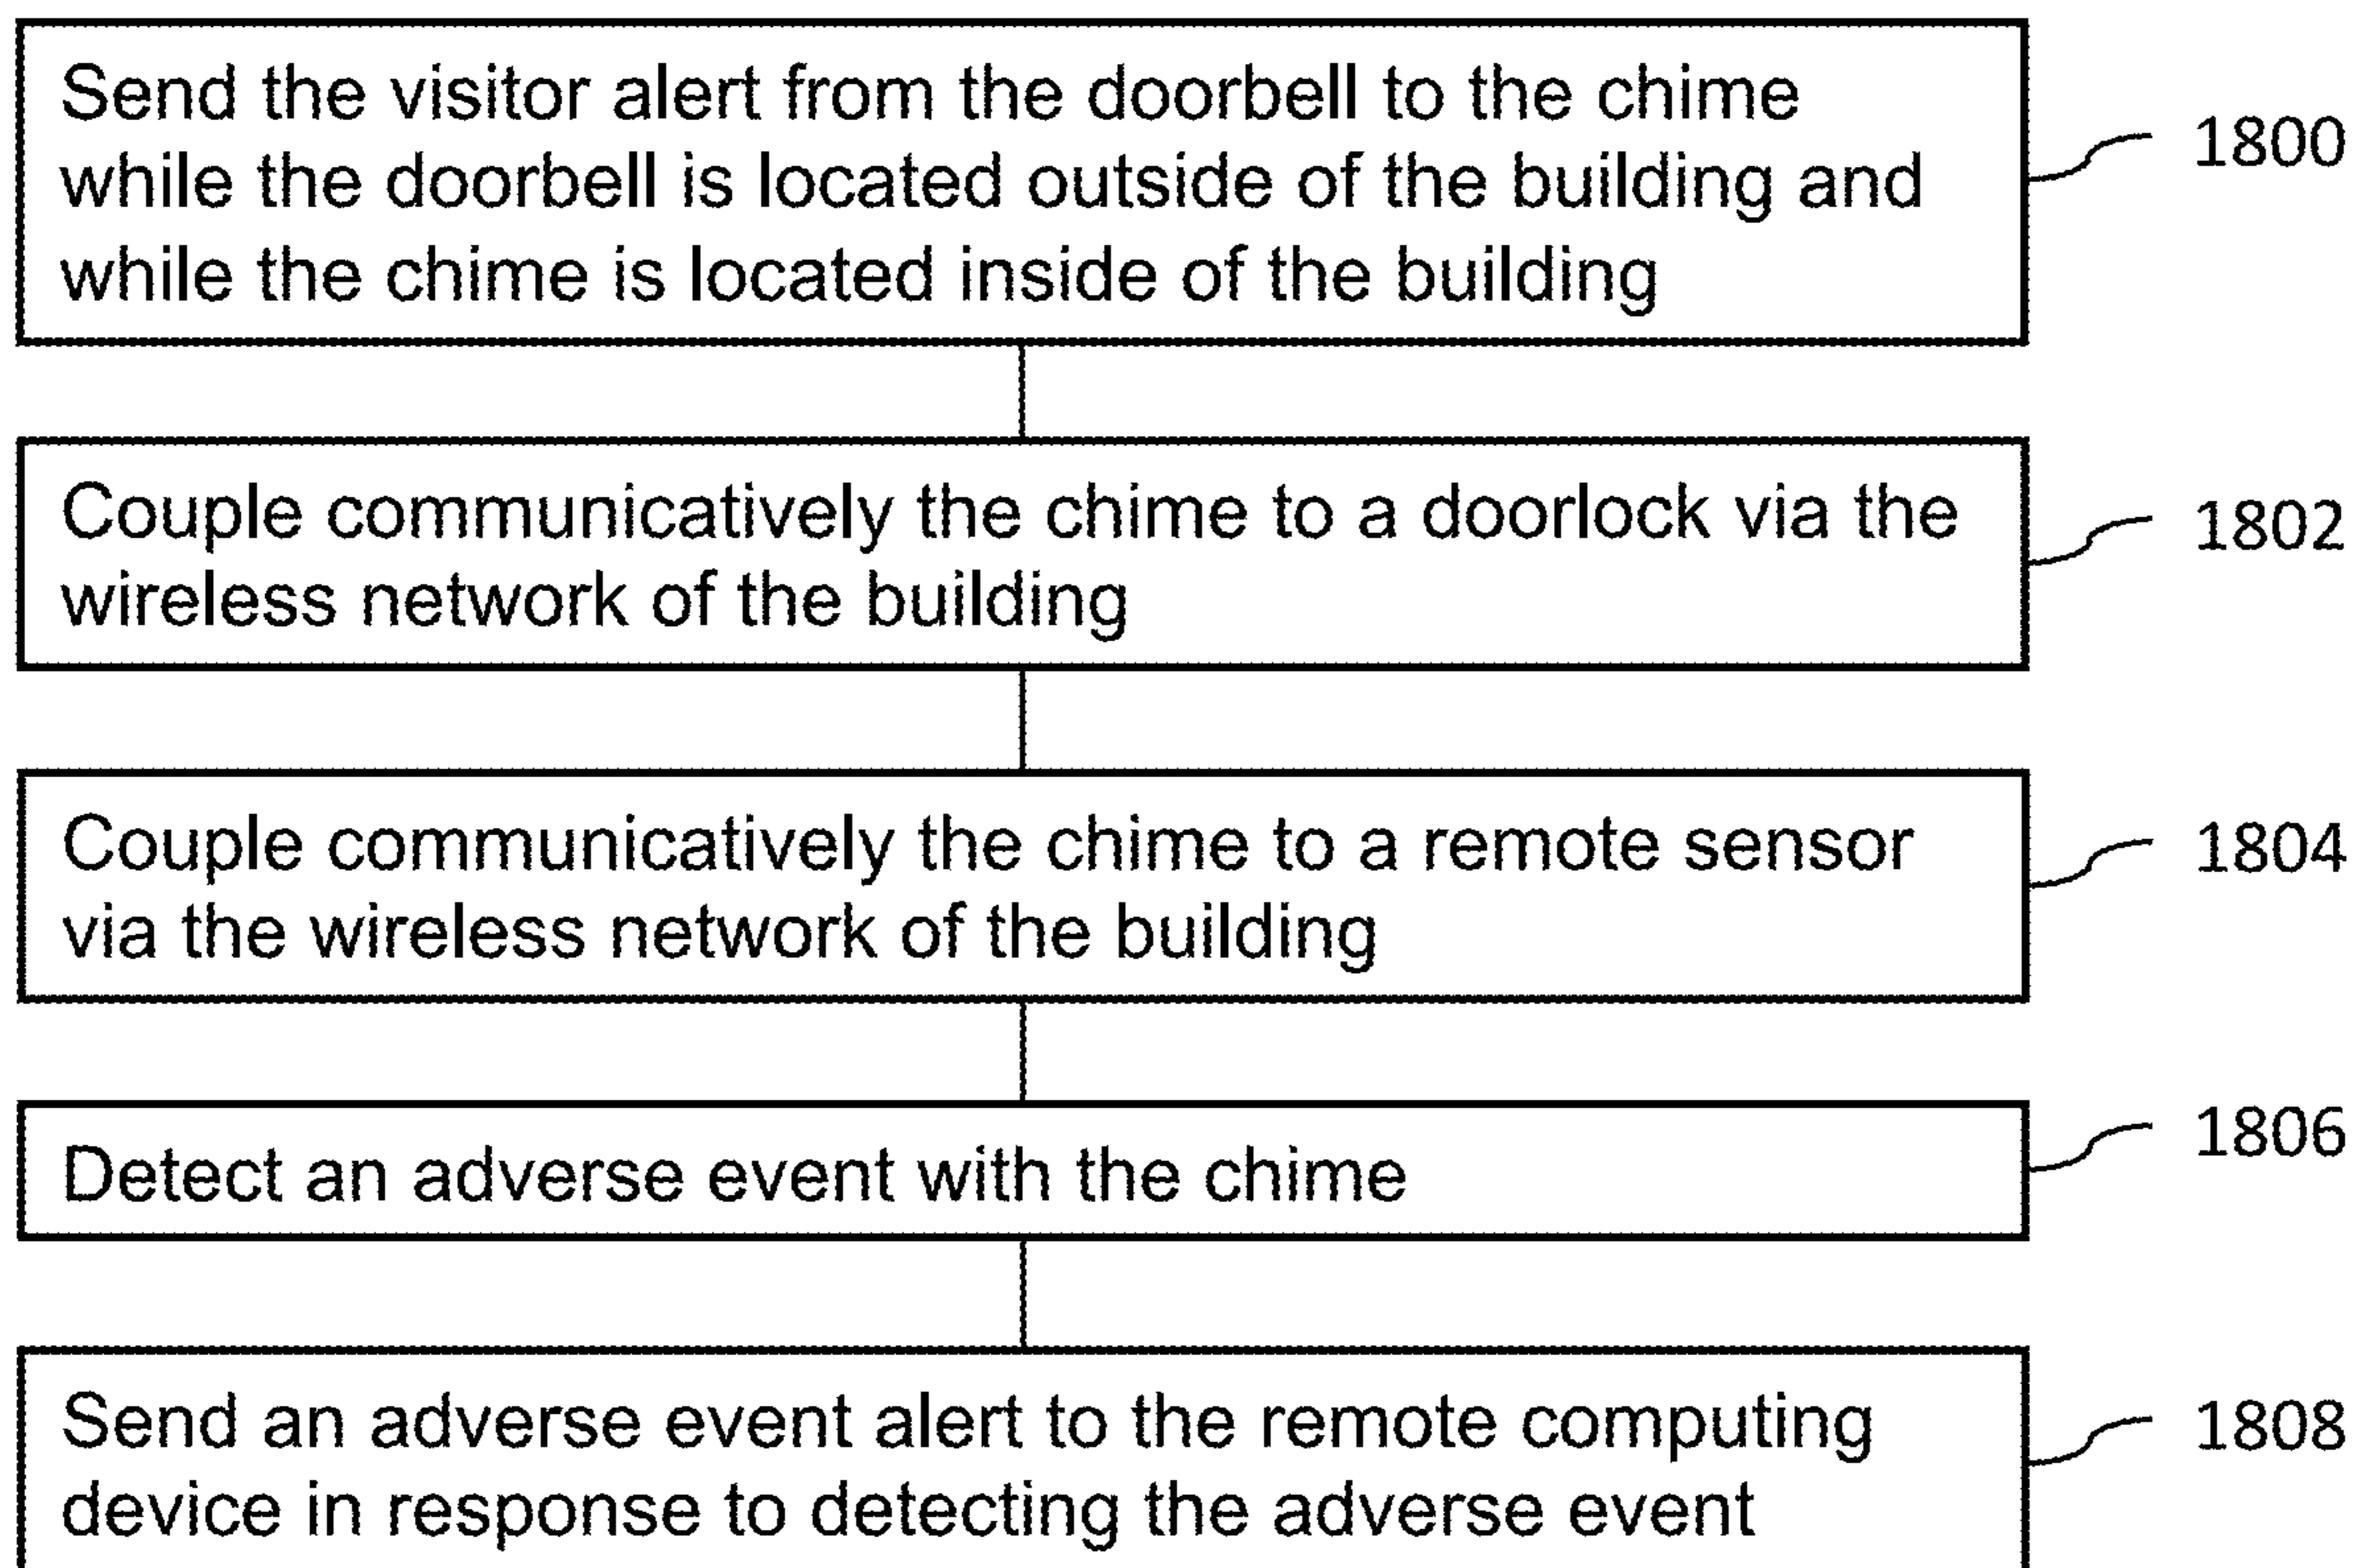 Send the visitor alert from the doorbell to the chime
while the doorbell is located outside of the building and
while the chime is located inside of the building
1800
Couple communicatively the chime to a doorlock via the
wireless network of the building
1802
Couple communicatively the chime to a remote sensor
via the wireless network of the building
1804
Detect an adverse event with the chime
1806
Send an adverse event alert to the remote computing
device in response to detecting the adverse event
1808